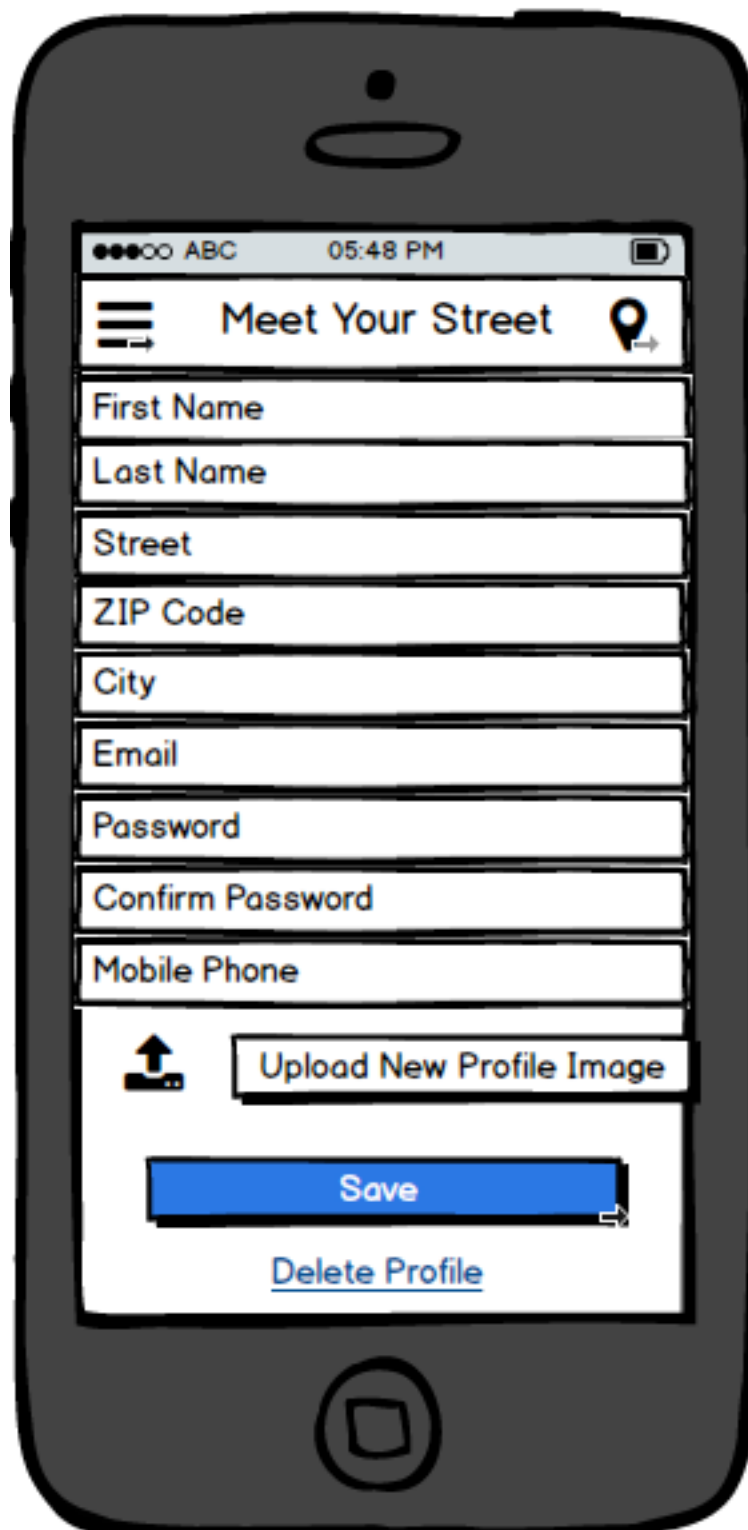 ABC 05:48 PM
Meet Your Street
First Name
Last Name
Street
ZIP Code
City
Email
Password
Confirm Password
Mobile Phone
Upload New Profile Image
Save
Delete Profile